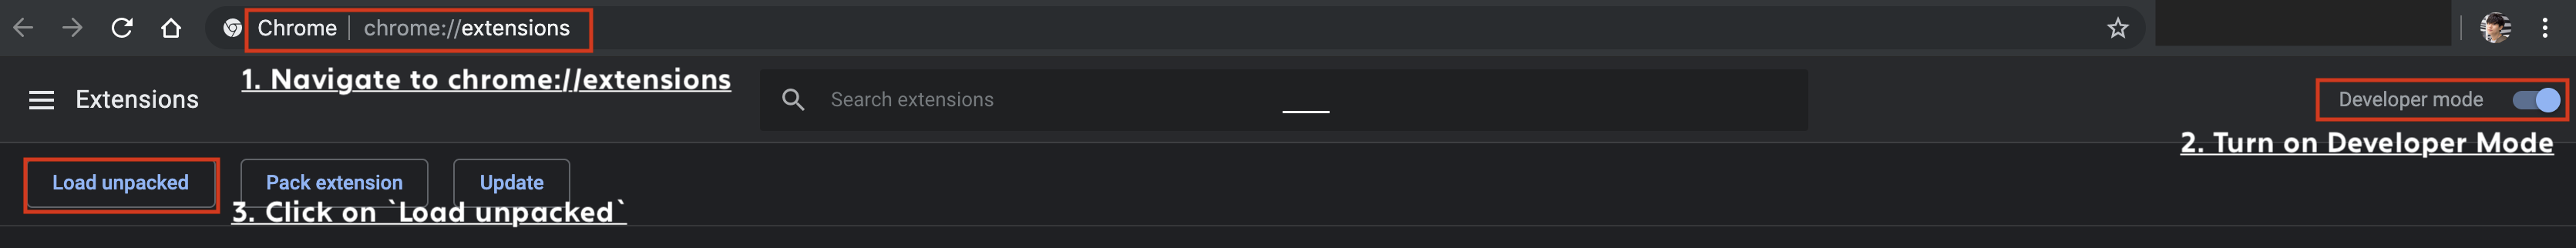 Chrome | chrome://extensions
1. Navigate to chrome://extensions
Extensions
Search extensions
Developer mode
2. Turn on Developer Mode
Load unpacked
Pack extension
Update
3. Click on `Load unpacked`